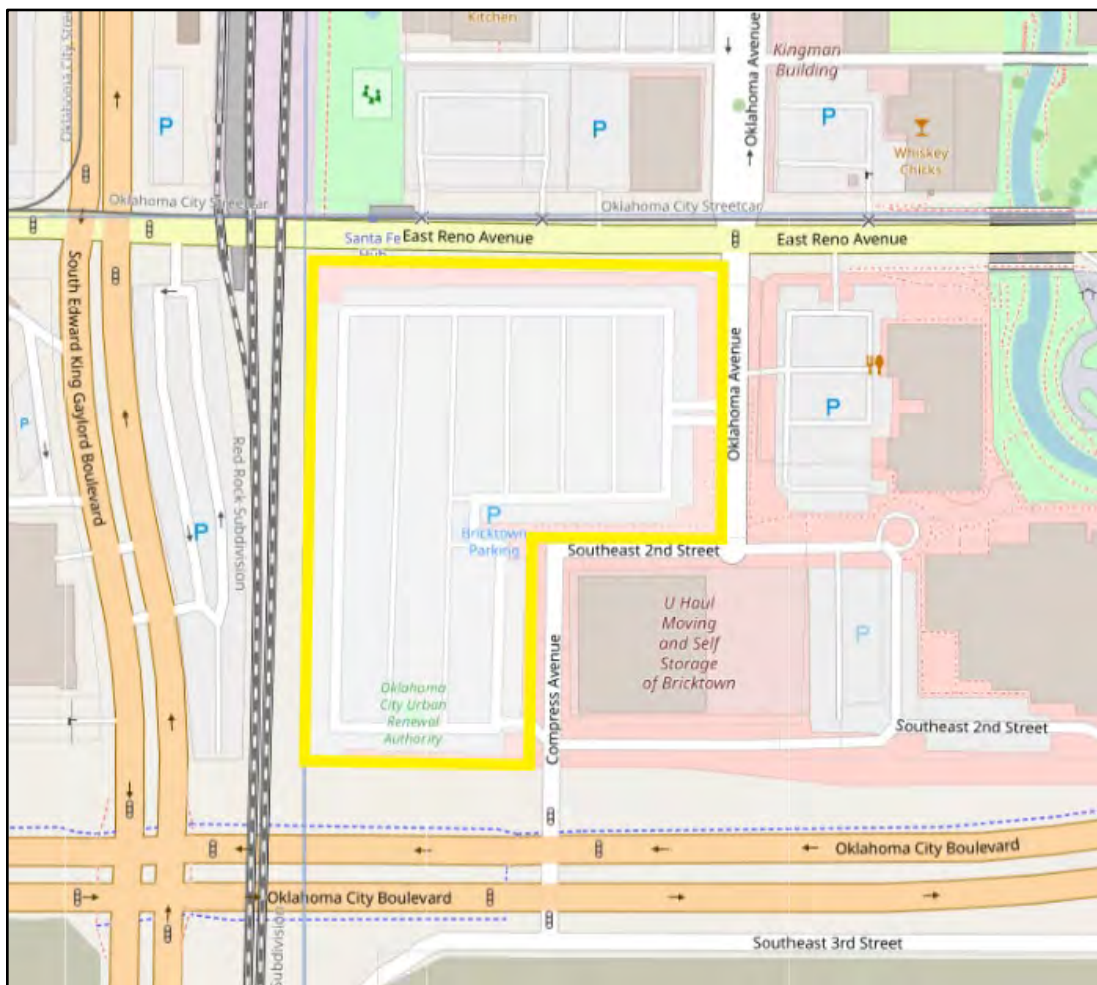 Kitchen
Oklahoma Avenue
Kingman
Building
P
P
P
Whiskey
Chicks
Oklahoma Avenue
Oklahoma City Streetcar
Oklahoma City Streetcar
Santa Fe
East Reno Avenue
East Reno Avenue
South Edward King Gaylord Boulevard
Oklahoma Avenue
P
P
Red Rock Subdivision
P
P
Bricktown
Parking
Southeast 2nd Street
U Haul
Moving
and Self
Storage
of Bricktown
P
Compress Avenue
Oklahoma
City Urban
Renewal
Authority
Southeast 2nd Street
Oklahoma City Boulevard
Oklahoma City Boulevard
Subdivision
Southeast 3rd Street